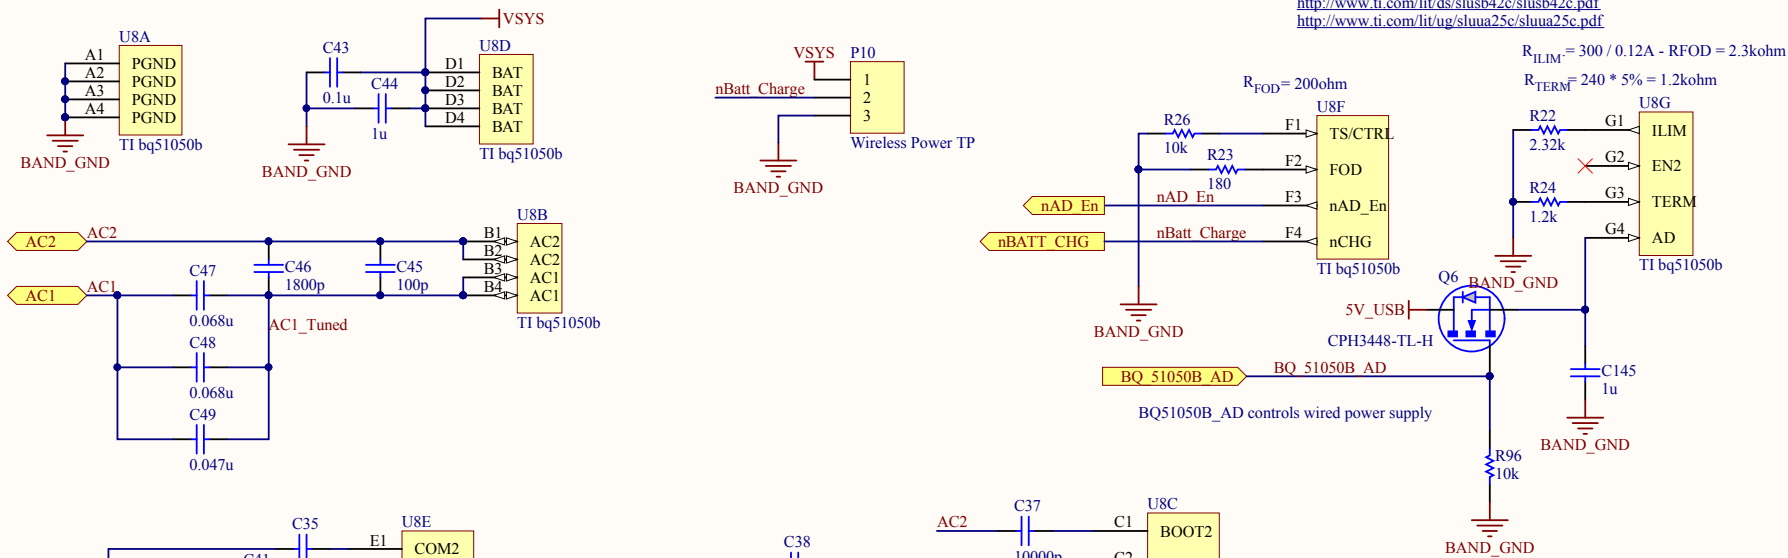 http://www.ti.com/lit/ds/slusb42c/slusb42c.pdf
http://www.ti.com/lit/ug/sluua25c/sluua25c.pdf
RILIM = 300 / 0.12A - RFOD = 2.3kohm
RTERM = 240 * 5% = 1.2kohm
RFOD = 200ohm
U8A
A1 PGND
A2 PGND
A3 PGND
A4 PGND
TI bq51050b
BAND_GND
VSYS
C43
0.1u
C44
1u
BAND_GND
U8D
D1 BAT
D2 BAT
D3 BAT
D4 BAT
TI bq51050b
VSYS
P10
1
nBatt_Charge 2
3
Wireless Power TP
BAND_GND
U8F
R26
10k
F1 TS/CTRL
R23
180
F2 FOD
nAD_En nAD_En F3 nAD_En
nBATT_CHG nBatt_Charge F4 nCHG
TI bq51050b
BAND_GND
U8G
R22
2.32k
G1 ILIM
G2 EN2
R24
1.2k
G3 TERM
G4 AD
TI bq51050b
BAND_GND
U8B
AC2 AC2
B1 AC2
B2 AC2
B3 AC1
B4 AC1
TI bq51050b
C46
1800p
C45
100p
AC1 AC1
C47
0.068u
AC1_Tuned
C48
0.068u
C49
0.047u
Q6
5V_USB
CPH3448-TL-H
BQ_51050B_AD BQ_51050B_AD
BQ51050B_AD controls wired power supply
C145
1u
BAND_GND
R96
10k
BAND_GND
C35
U8E
E1 COM2
C41
C38
AC2
C37
10000p
U8C
C1 BOOT2
C2